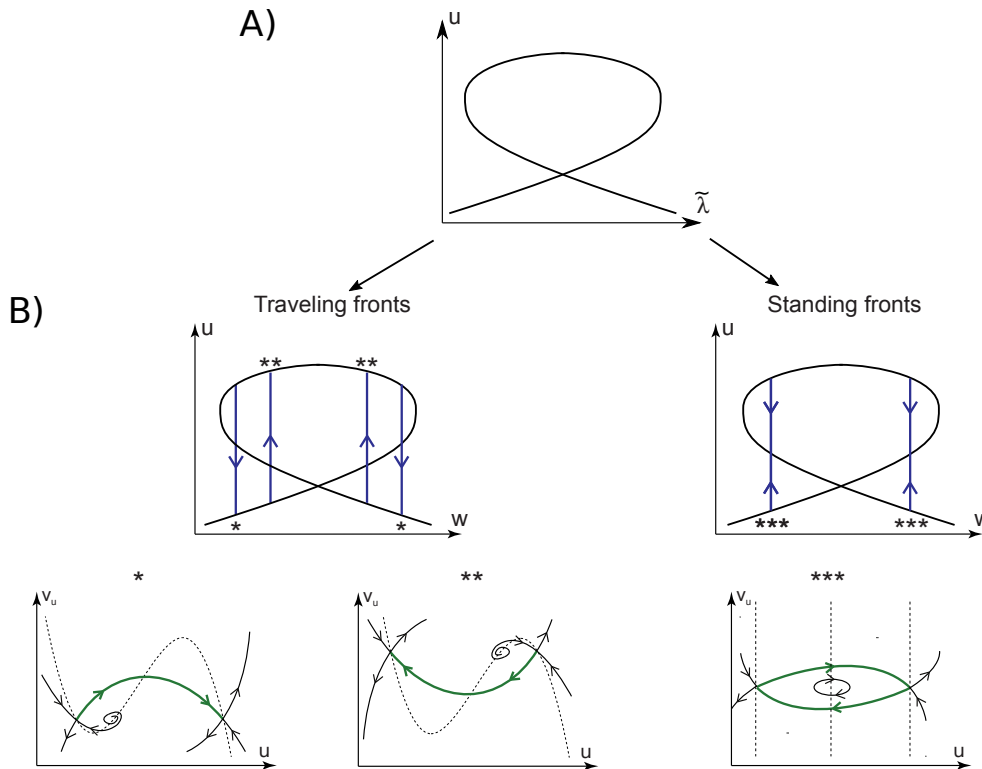 A)
u
λ̃
B)
Traveling fronts
Standing fronts
u
** **
w
* *
u
w
*** ***
*
**
***
vᵤ
u
vᵤ
u
vᵤ
u